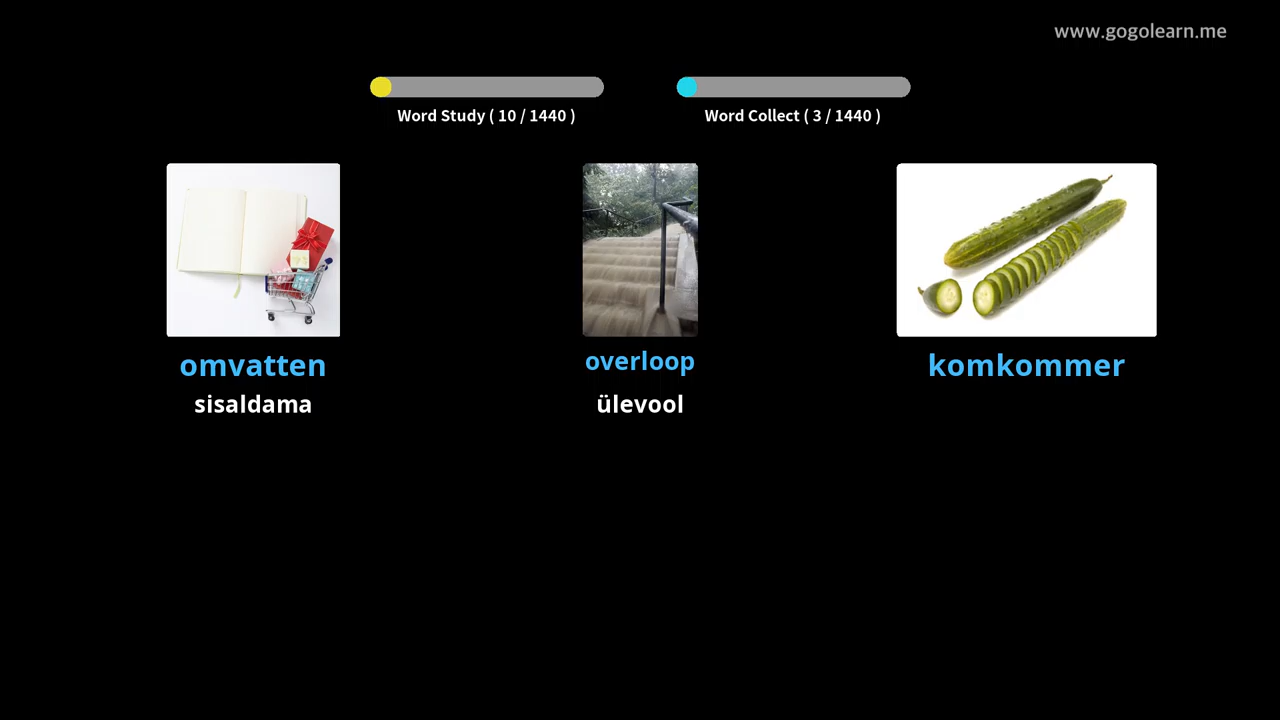 www.gogolearn.me
Word Study ( 10 / 1440 )
Word Collect ( 3 / 1440 )
omvatten
sisaldama
overloop
ülevool
komkommer